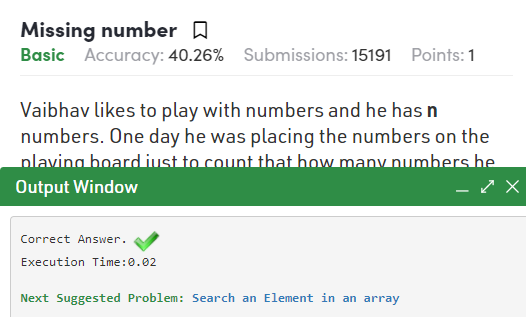 Missing number
Basic Accuracy: 40.26% Submissions: 15191 Points: 1
Vaibhav likes to play with numbers and he has n
numbers. One day he was placing the numbers on the
playing board just to count that how many numbers he
Output Window
Correct Answer.
Execution Time:0.02
Next Suggested Problem: Search an Element in an array